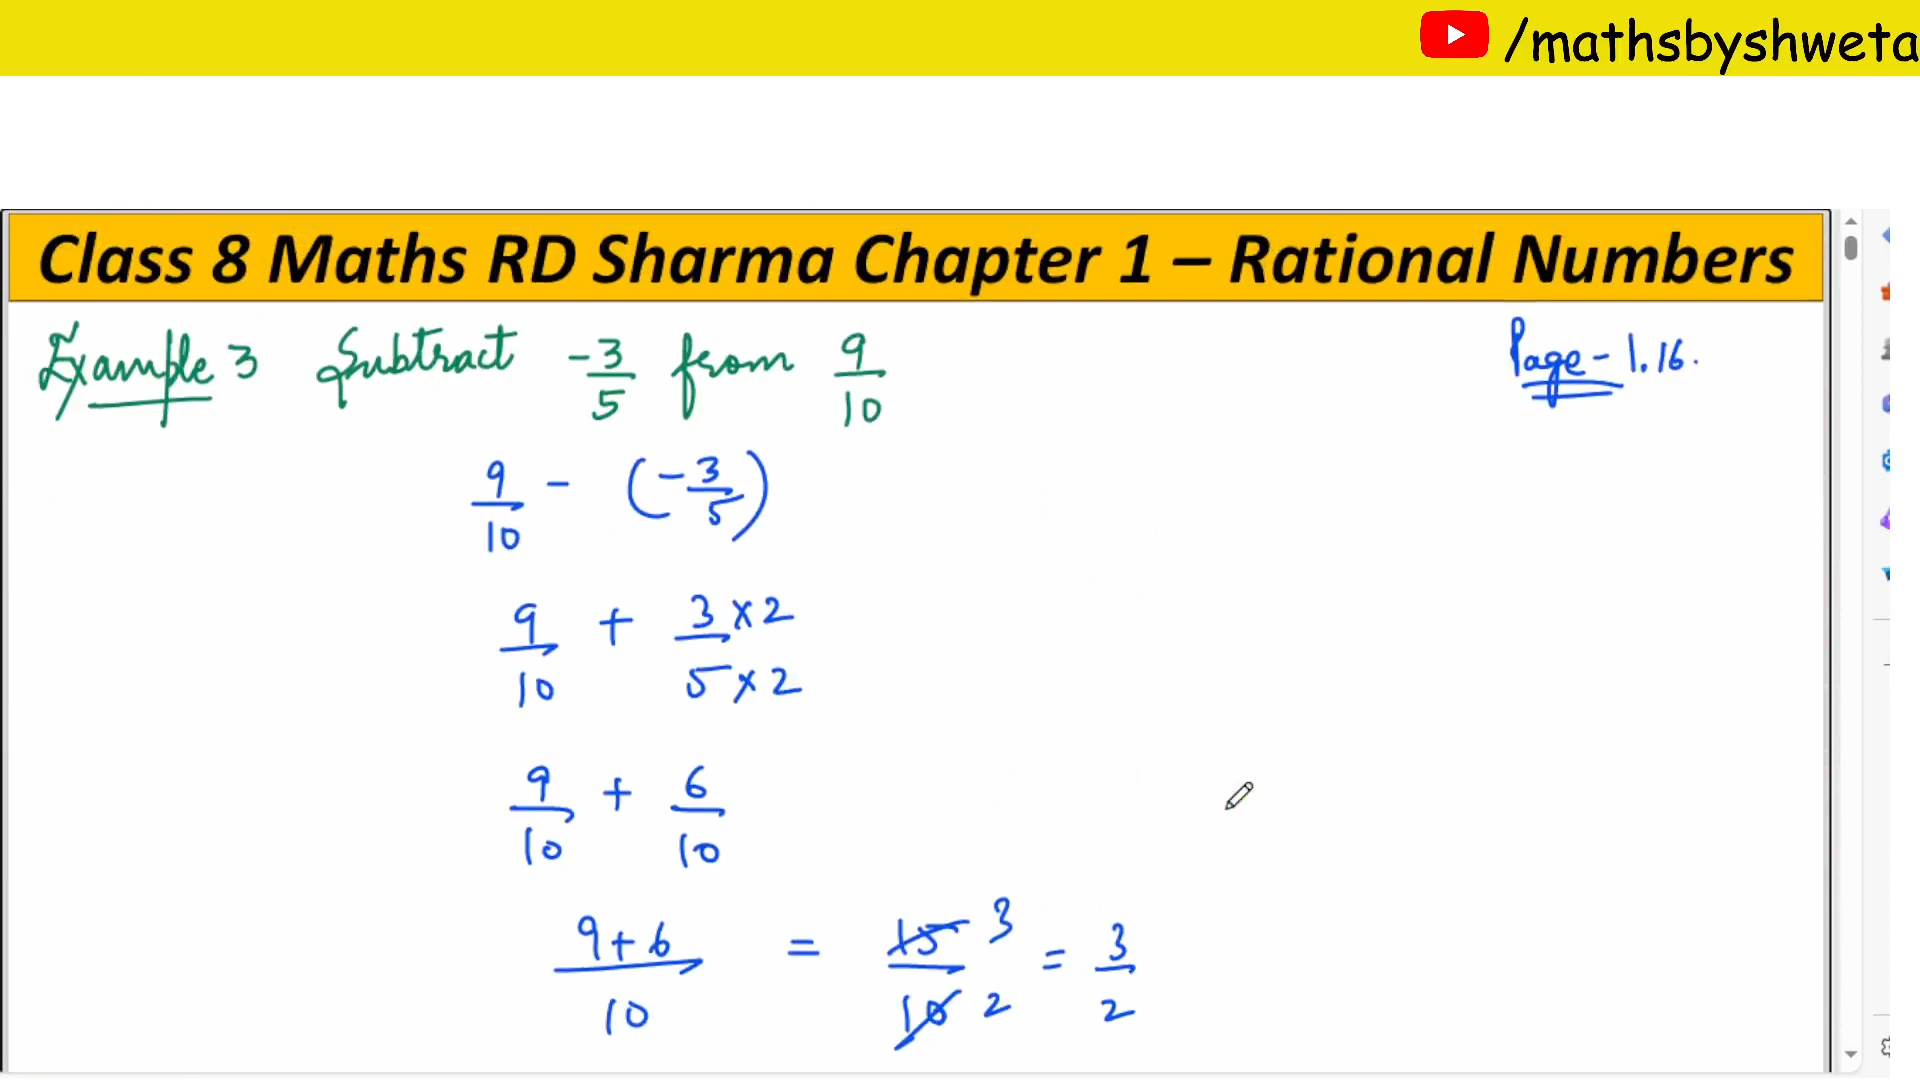 /mathsbyshweta
Class 8 Maths RD Sharma Chapter 1 – Rational Numbers
Example 3 Subtract -3/5 from 9/10 Page - 1.16.
9/10 - (-3/5)
9/10 + 3×2/5×2
9/10 + 6/10
9+6/10 = 15/10 3/2 = 3/2